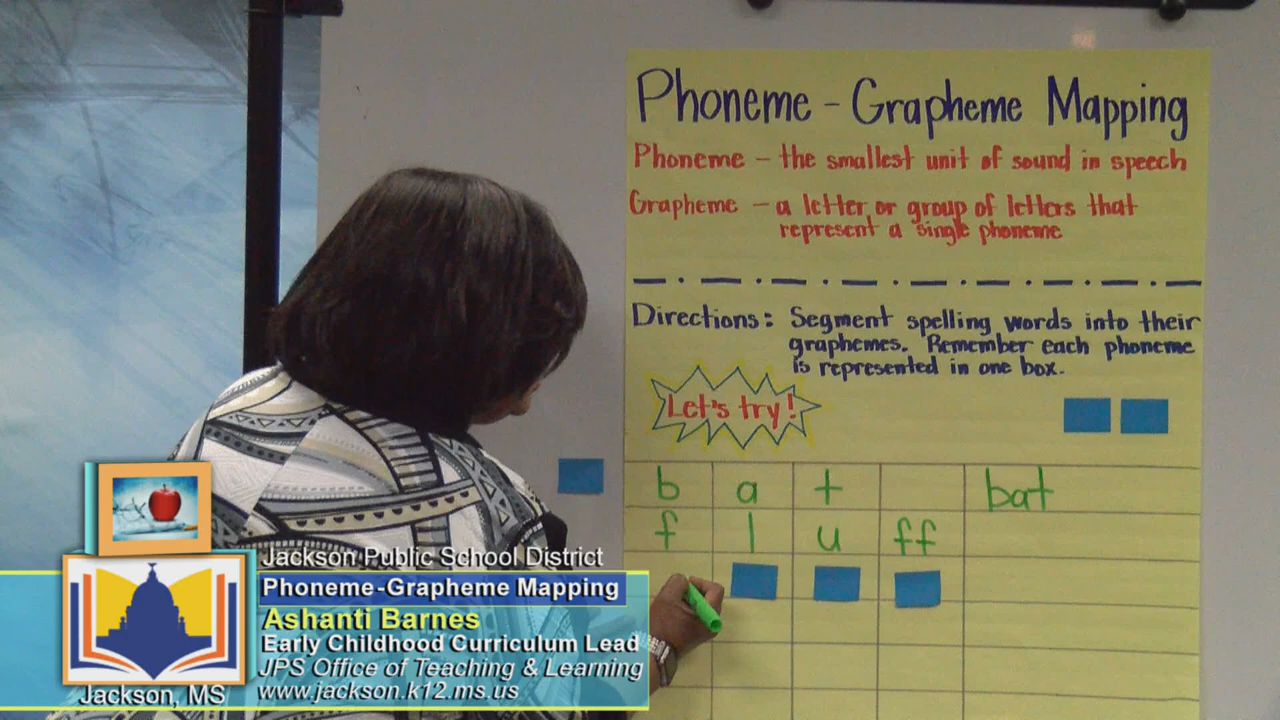 Phoneme - Grapheme Mapping
Phoneme - the smallest unit of sound in speech
Grapheme - a letter or group of letters that
represent a single phoneme
Directions: Segment spelling words into their
graphemes. Remember each phoneme
is represented in one box.
Let's try!
b a t bat
f l u ff
Jackson Public School District
Phoneme-Grapheme Mapping
Ashanti Barnes
Early Childhood Curriculum Lead
JPS Office of Teaching & Learning
Jackson, MS www.jackson.k12.ms.us